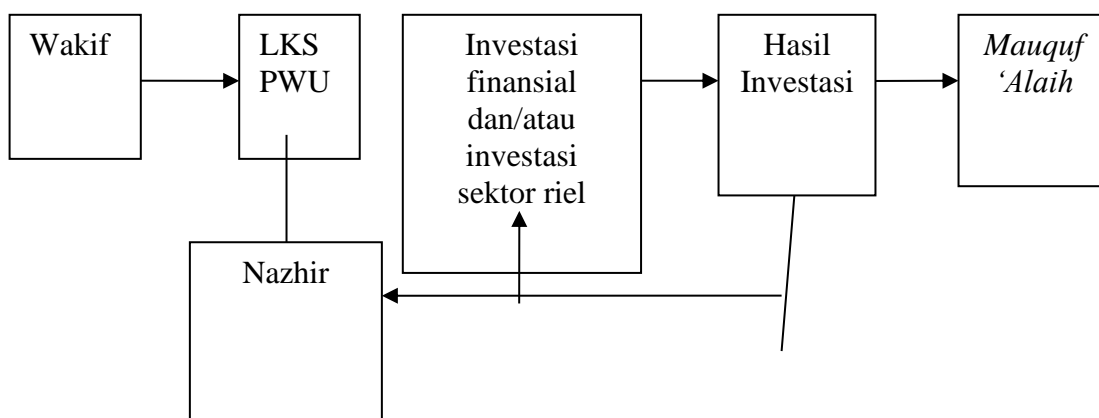 Wakif
LKS
PWU
Investasi
finansial
dan/atau
investasi
sektor riel
Hasil
Investasi
Mauquf
‘Alaih
Nazhir